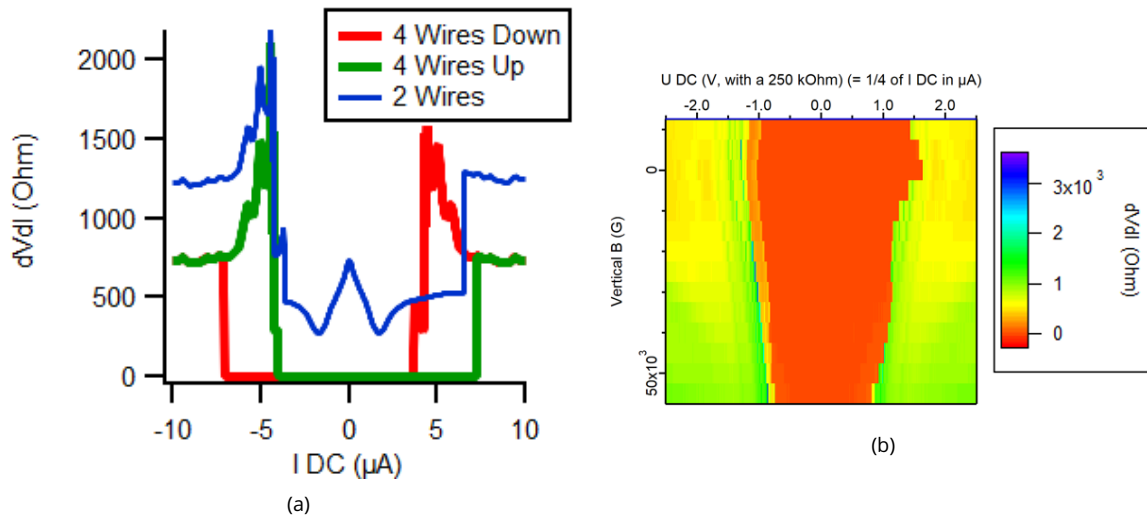 4 Wires Down
4 Wires Up
2 Wires
2000
1500
1000
500
0
dVdI (Ohm)
-10
-5
0
5
10
I DC (µA)
(a)
U DC (V, with a 250 kOhm) (= 1/4 of I DC in µA)
-2.0
-1.0
0.0
1.0
2.0
0
50x10³
Vertical B (G)
3x10³
2
1
0
dVdI (Ohm)
(b)